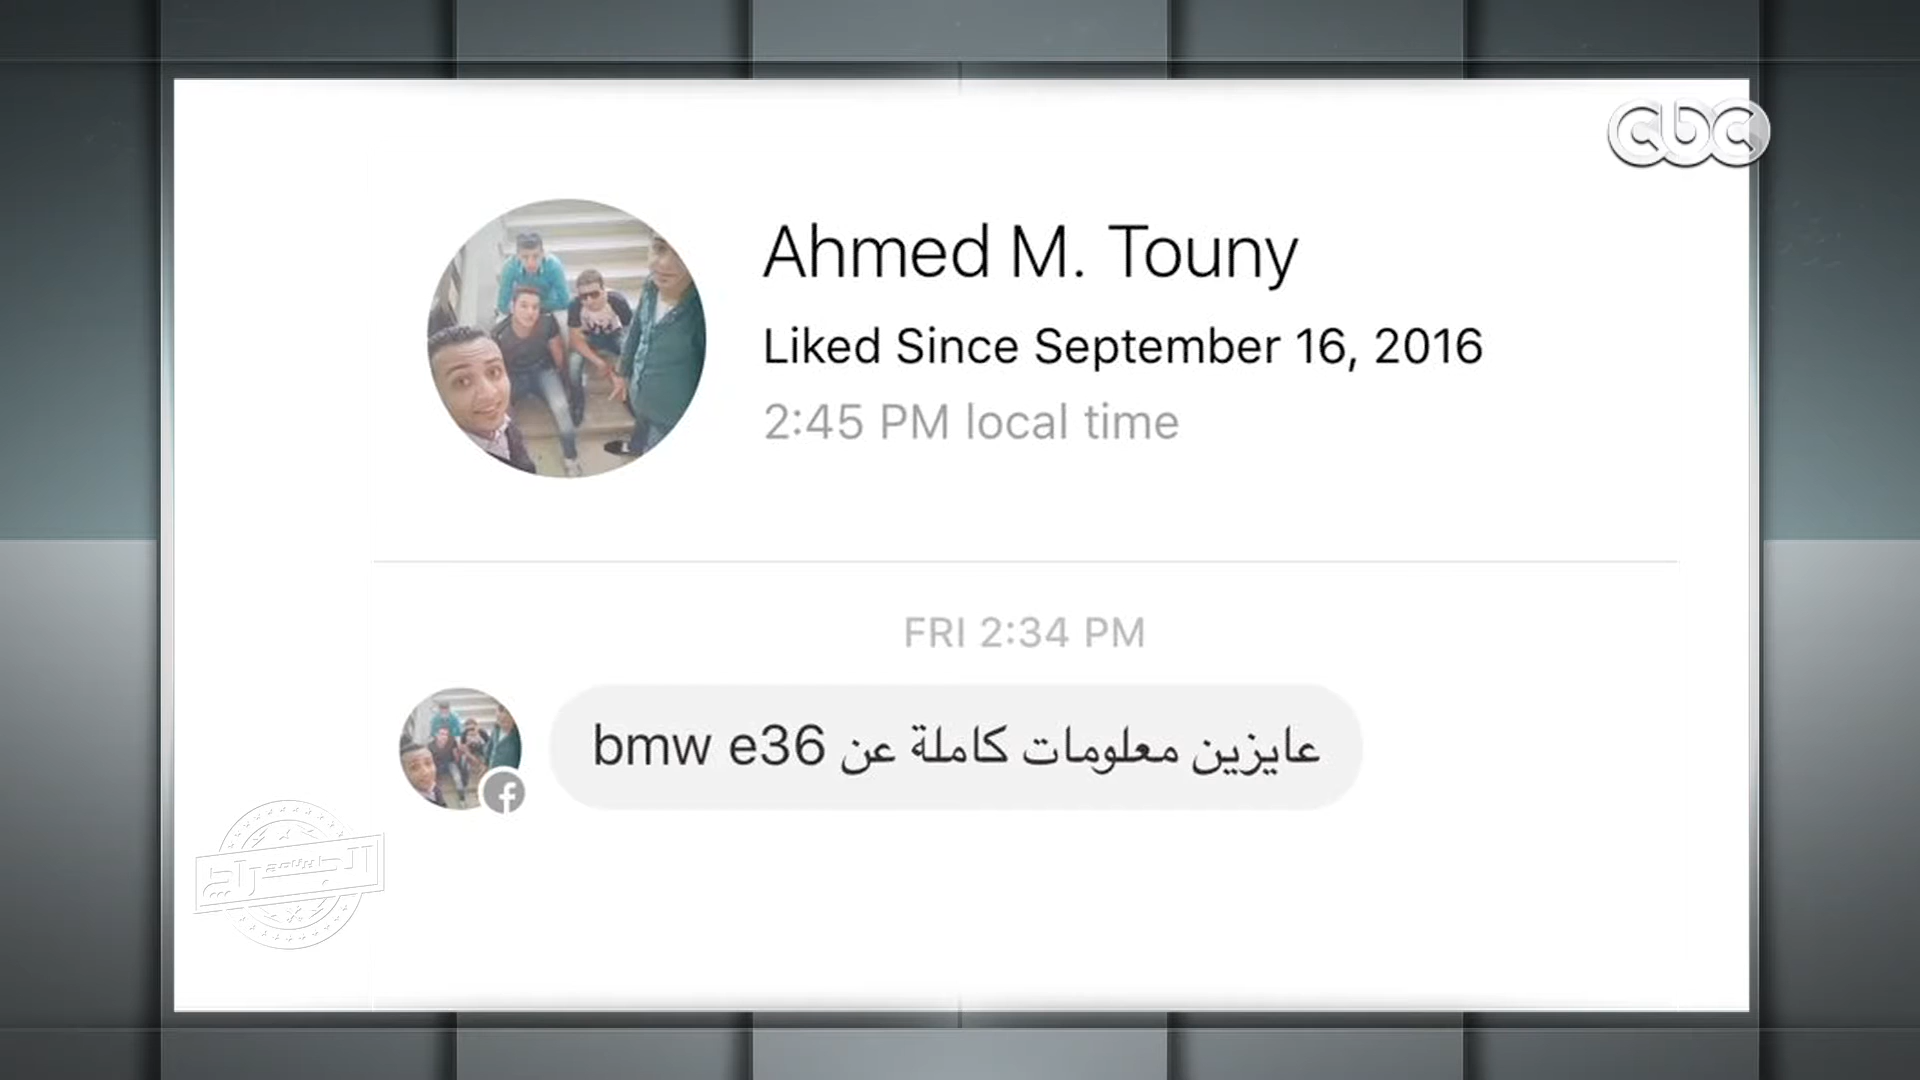 cbc
Ahmed M. Touny
Liked Since September 16, 2016
2:45 PM local time
FRI 2:34 PM
عايزين معلومات كاملة عن bmw e36